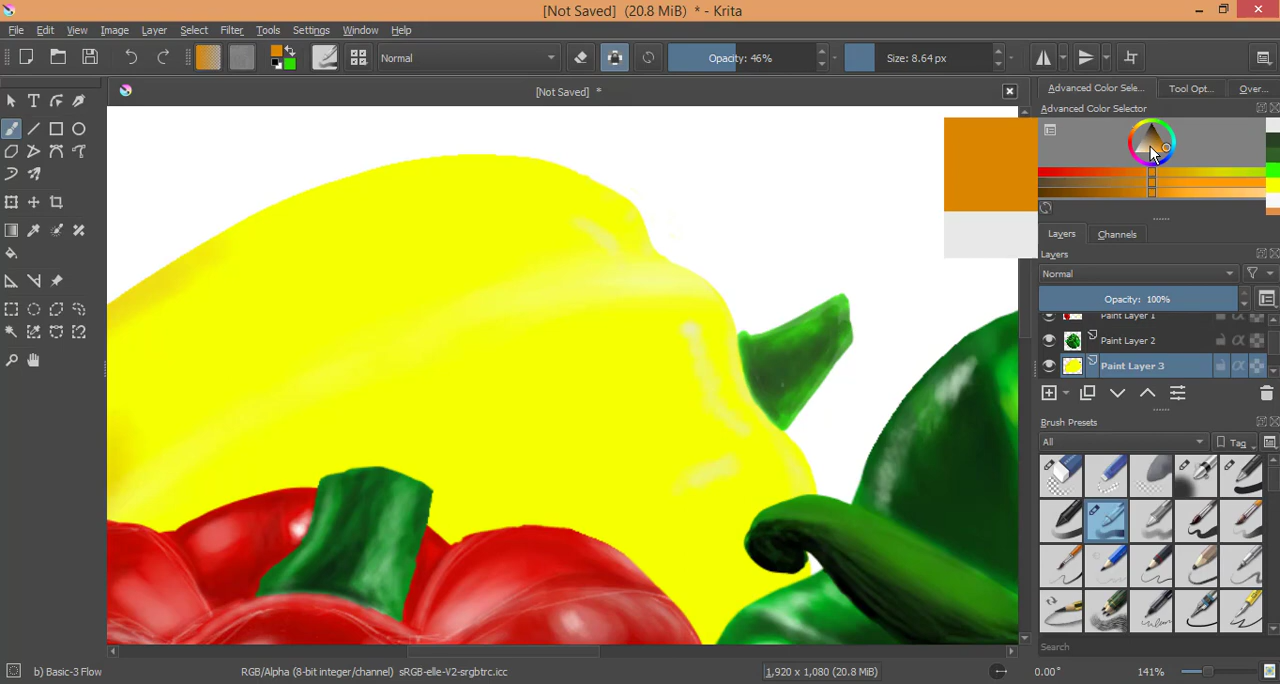 [Not Saved]  (20.8 MiB)  * - Krita
File Edit View Image Layer Select Filter Tools Settings Window Help
Normal Opacity: 46% Size: 8.64 px
[Not Saved]  *
Advanced Color Sele... Tool Opt... Over...
Advanced Color Selector
Layers Channels
Layers
Normal
Opacity: 100%
Paint Layer 1
Paint Layer 2
Paint Layer 3
Brush Presets
All Tag
Search
b) Basic-3 Flow RGB/Alpha (8-bit integer/channel)  sRGB-elle-V2-srgbtrc.icc 1,920 x 1,080 (20.8 MiB) 0.00° 141%